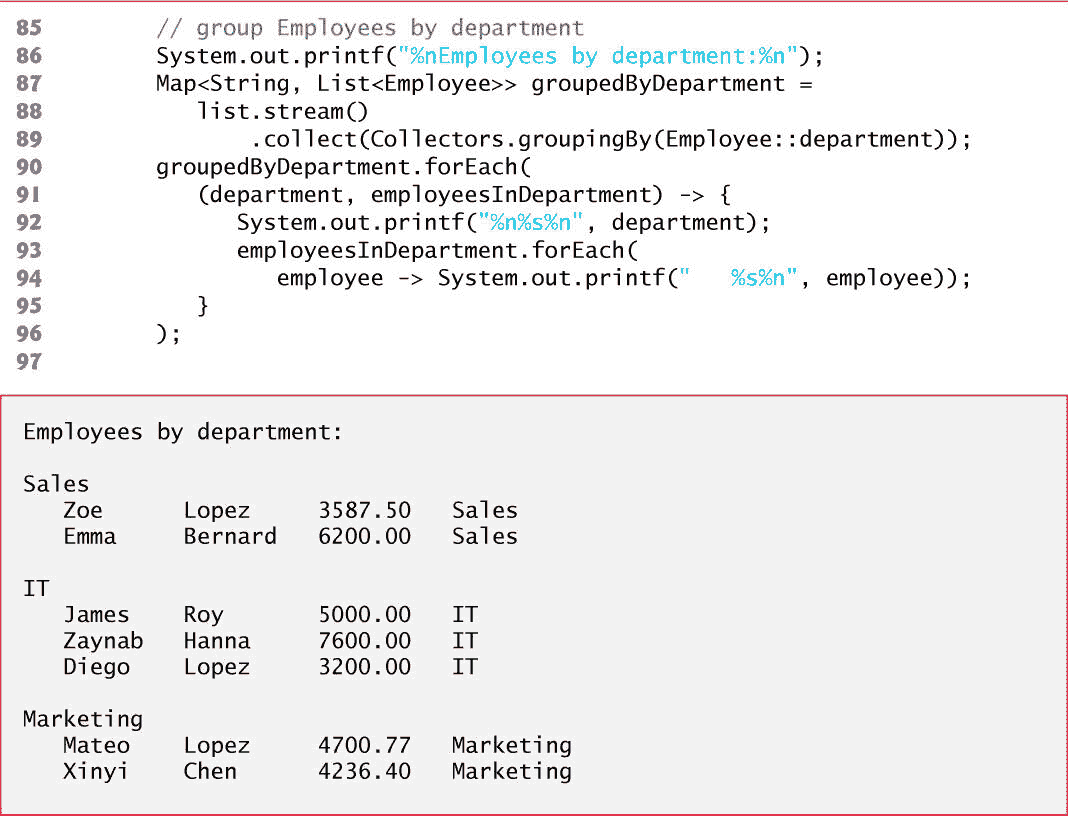 85 // group Employees by department
86 System.out.printf("%nEmployees by department:%n");
87 Map<String, List<Employee>> groupedByDepartment =
88 list.stream()
89 .collect(Collectors.groupingBy(Employee::department));
90 groupedByDepartment.forEach(
91 (department, employeesInDepartment) -> {
92 System.out.printf("%n%s%n", department);
93 employeesInDepartment.forEach(
94 employee -> System.out.printf("   %s%n", employee));
95 }
96 );
97
Employees by department:
Sales
Zoe Lopez 3587.50 Sales
Emma Bernard 6200.00 Sales
IT
James Roy 5000.00 IT
Zaynab Hanna 7600.00 IT
Diego Lopez 3200.00 IT
Marketing
Mateo Lopez 4700.77 Marketing
Xinyi Chen 4236.40 Marketing